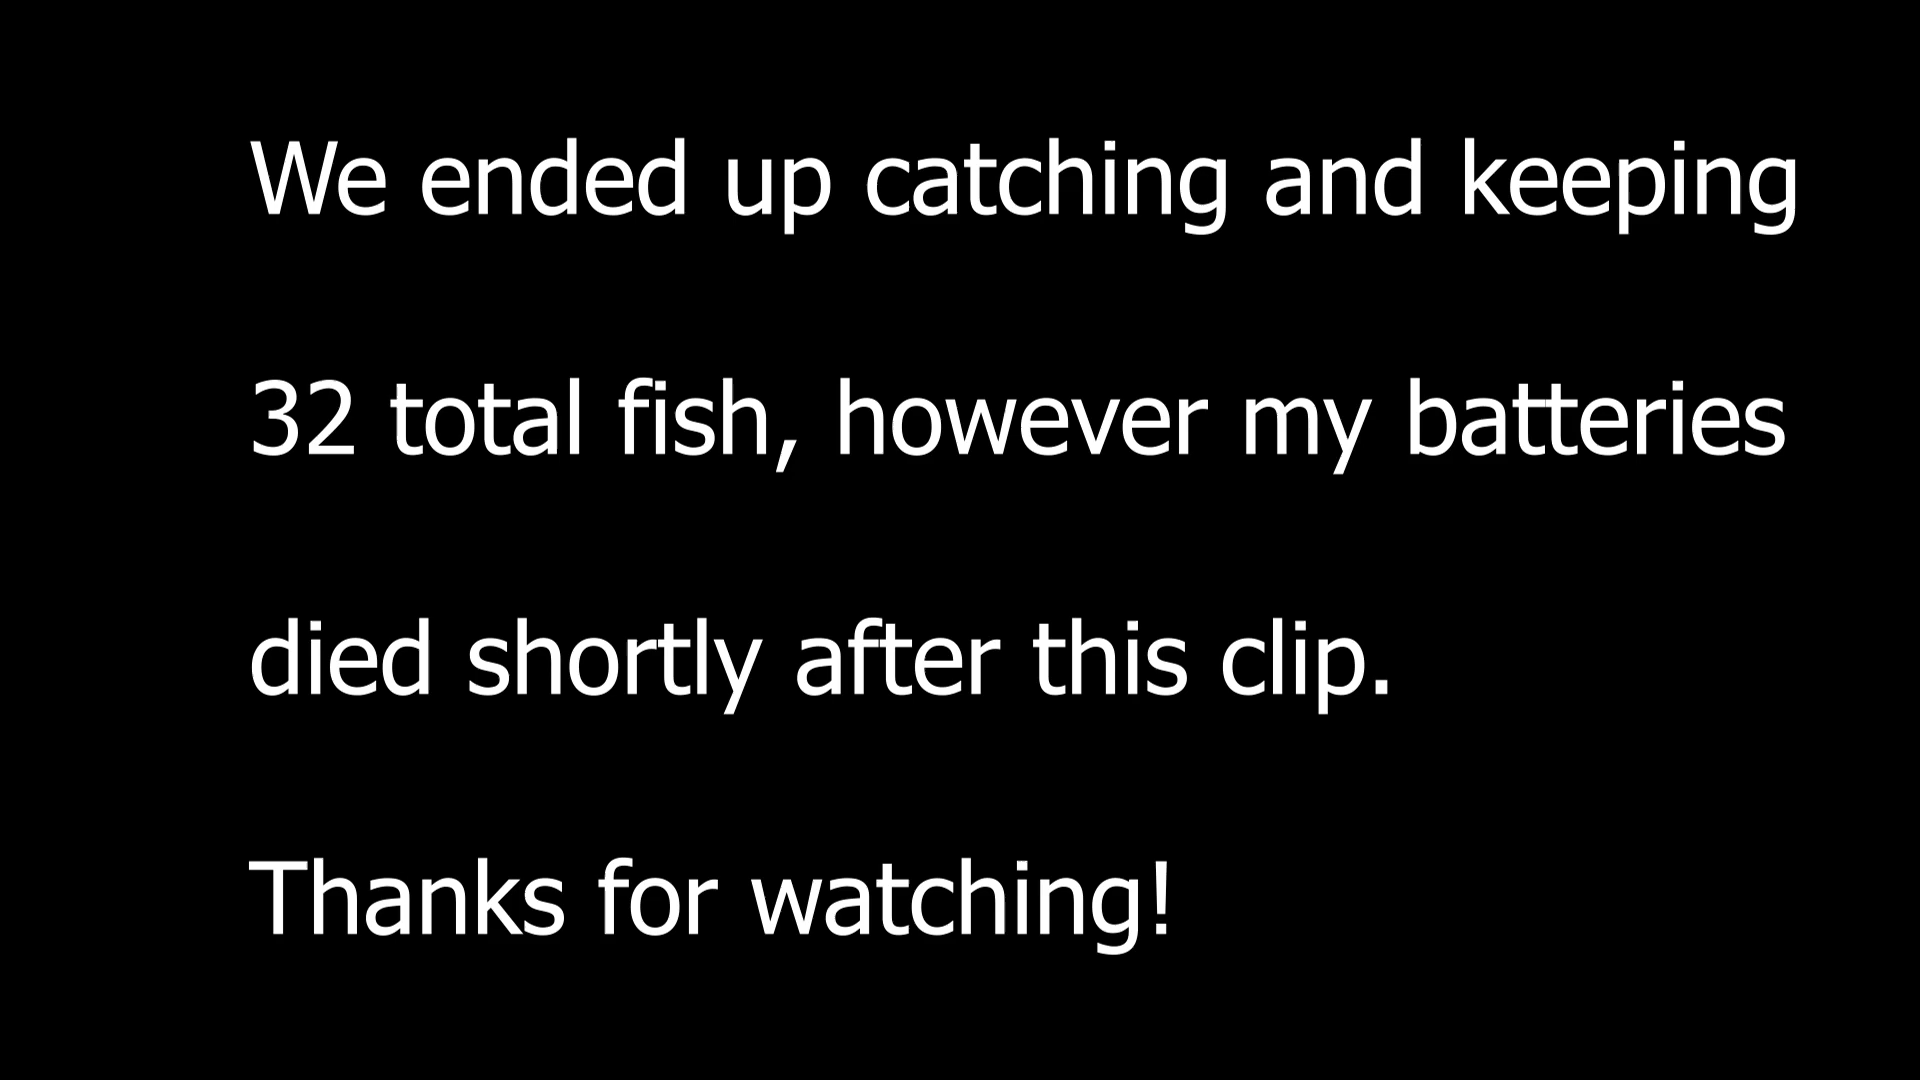 We ended up catching and keeping
32 total fish, however my batteries
died shortly after this clip.
Thanks for watching!